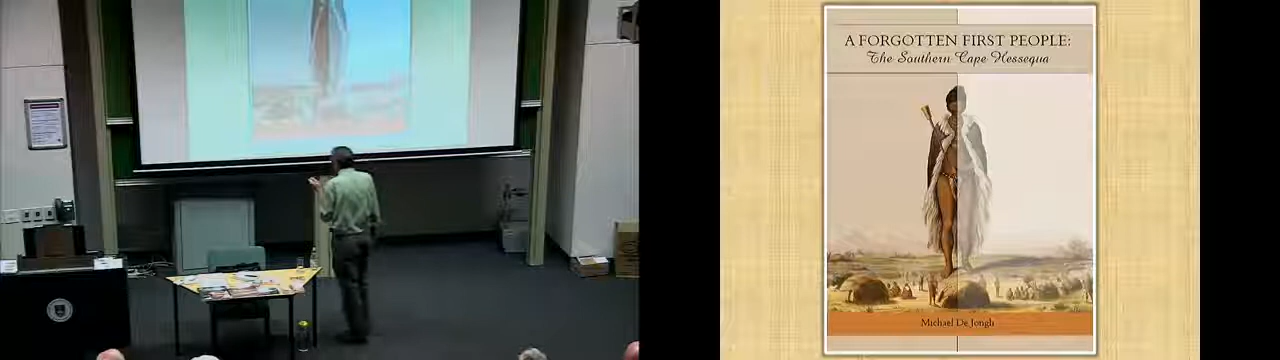 A FORGOTTEN FIRST PEOPLE:
The Southern Cape Hessequa
Michael De Jongh